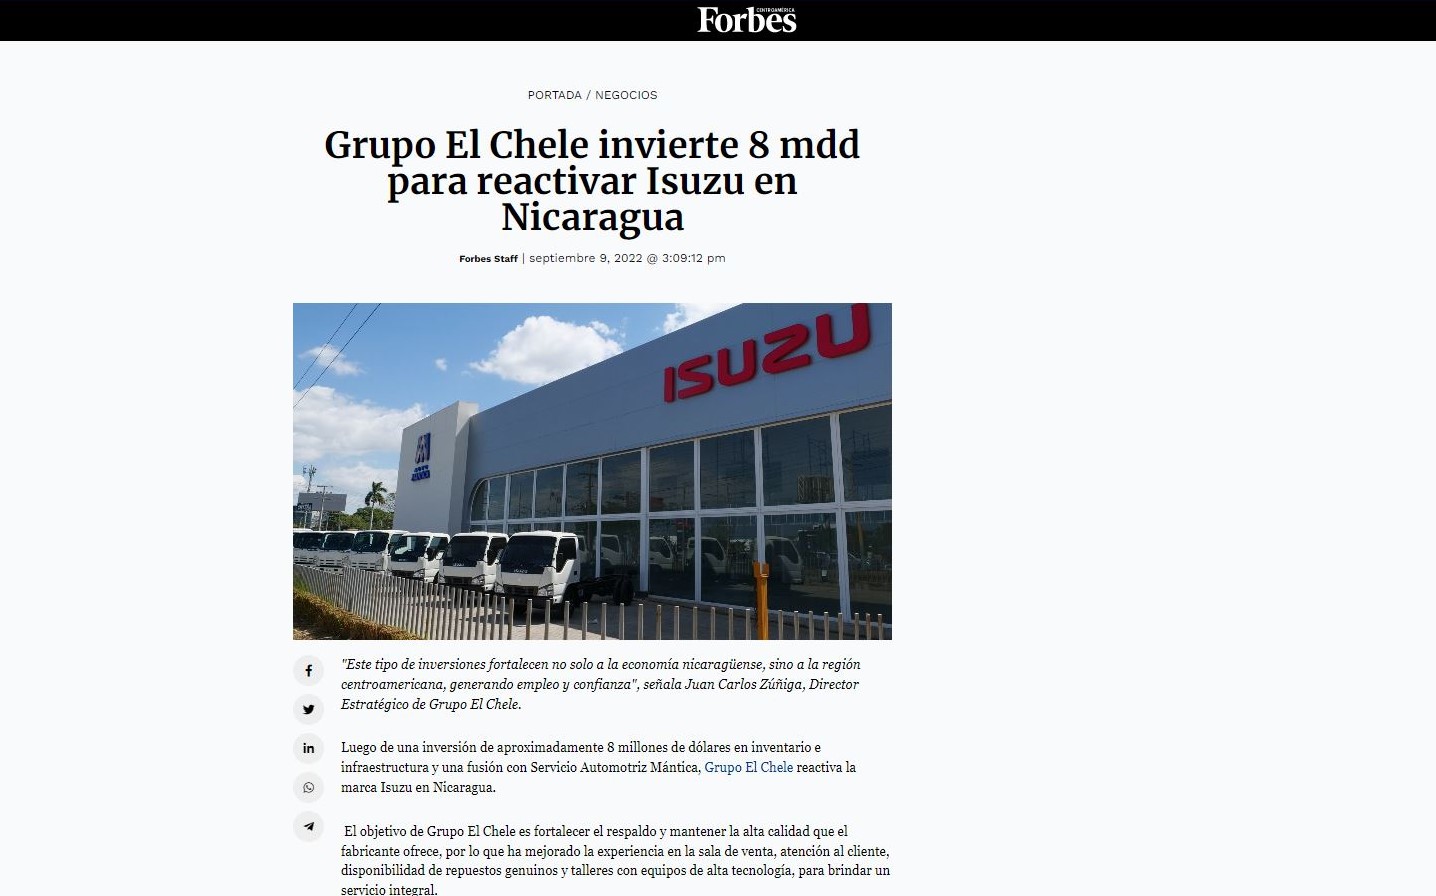 Forbes
CENTROAMÉRICA
PORTADA / NEGOCIOS
Grupo El Chele invierte 8 mdd
para reactivar Isuzu en
Nicaragua
Forbes Staff | septiembre 9, 2022 @ 3:09:12 pm
ISUZU
"Este tipo de inversiones fortalecen no solo a la economía nicaragüense, sino a la región
centroamericana, generando empleo y confianza", señala Juan Carlos Zúñiga, Director
Estratégico de Grupo El Chele.
Luego de una inversión de aproximadamente 8 millones de dólares en inventario e
infraestructura y una fusión con Servicio Automotriz Mántica, Grupo El Chele reactiva la
marca Isuzu en Nicaragua.
El objetivo de Grupo El Chele es fortalecer el respaldo y mantener la alta calidad que el
fabricante ofrece, por lo que ha mejorado la experiencia en la sala de venta, atención al cliente,
disponibilidad de repuestos genuinos y talleres con equipos de alta tecnología, para brindar un
servicio integral.